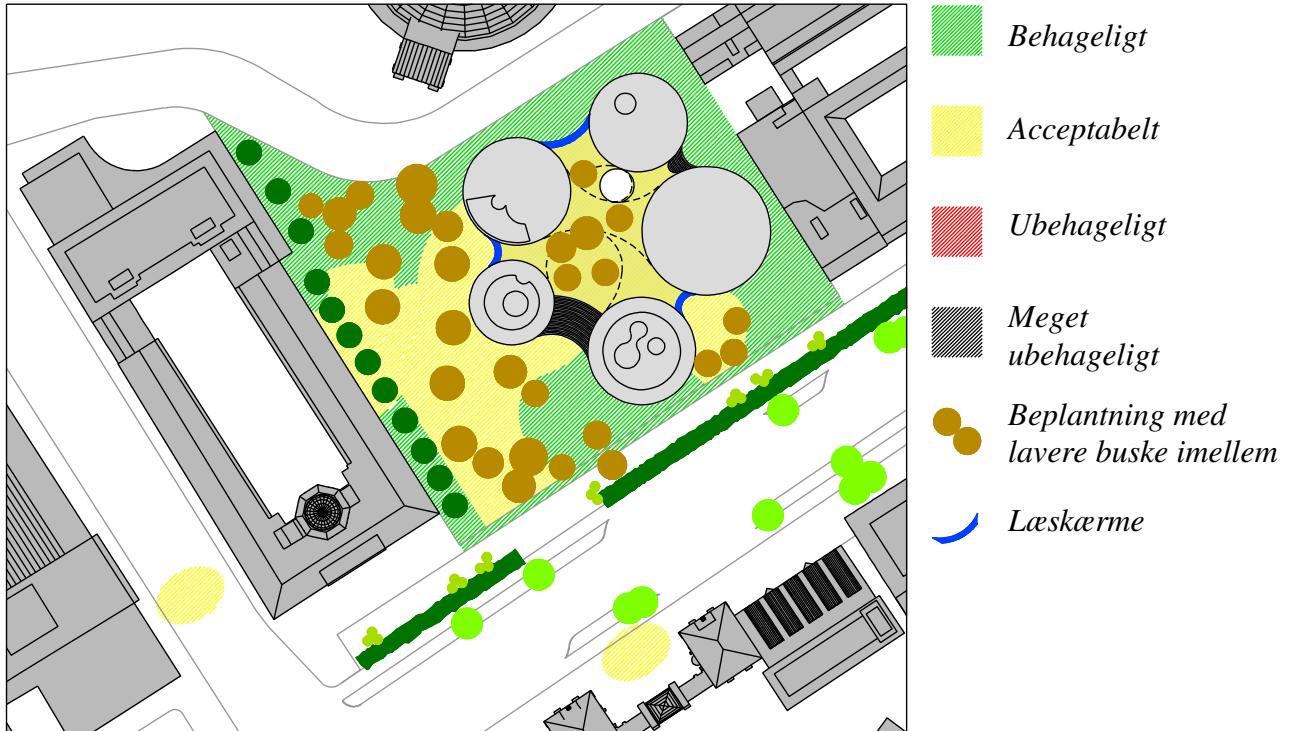 Behageligt
Acceptabelt
Ubehageligt
Meget
ubehageligt
Beplantning med
lavere buske imellem
Læskærme